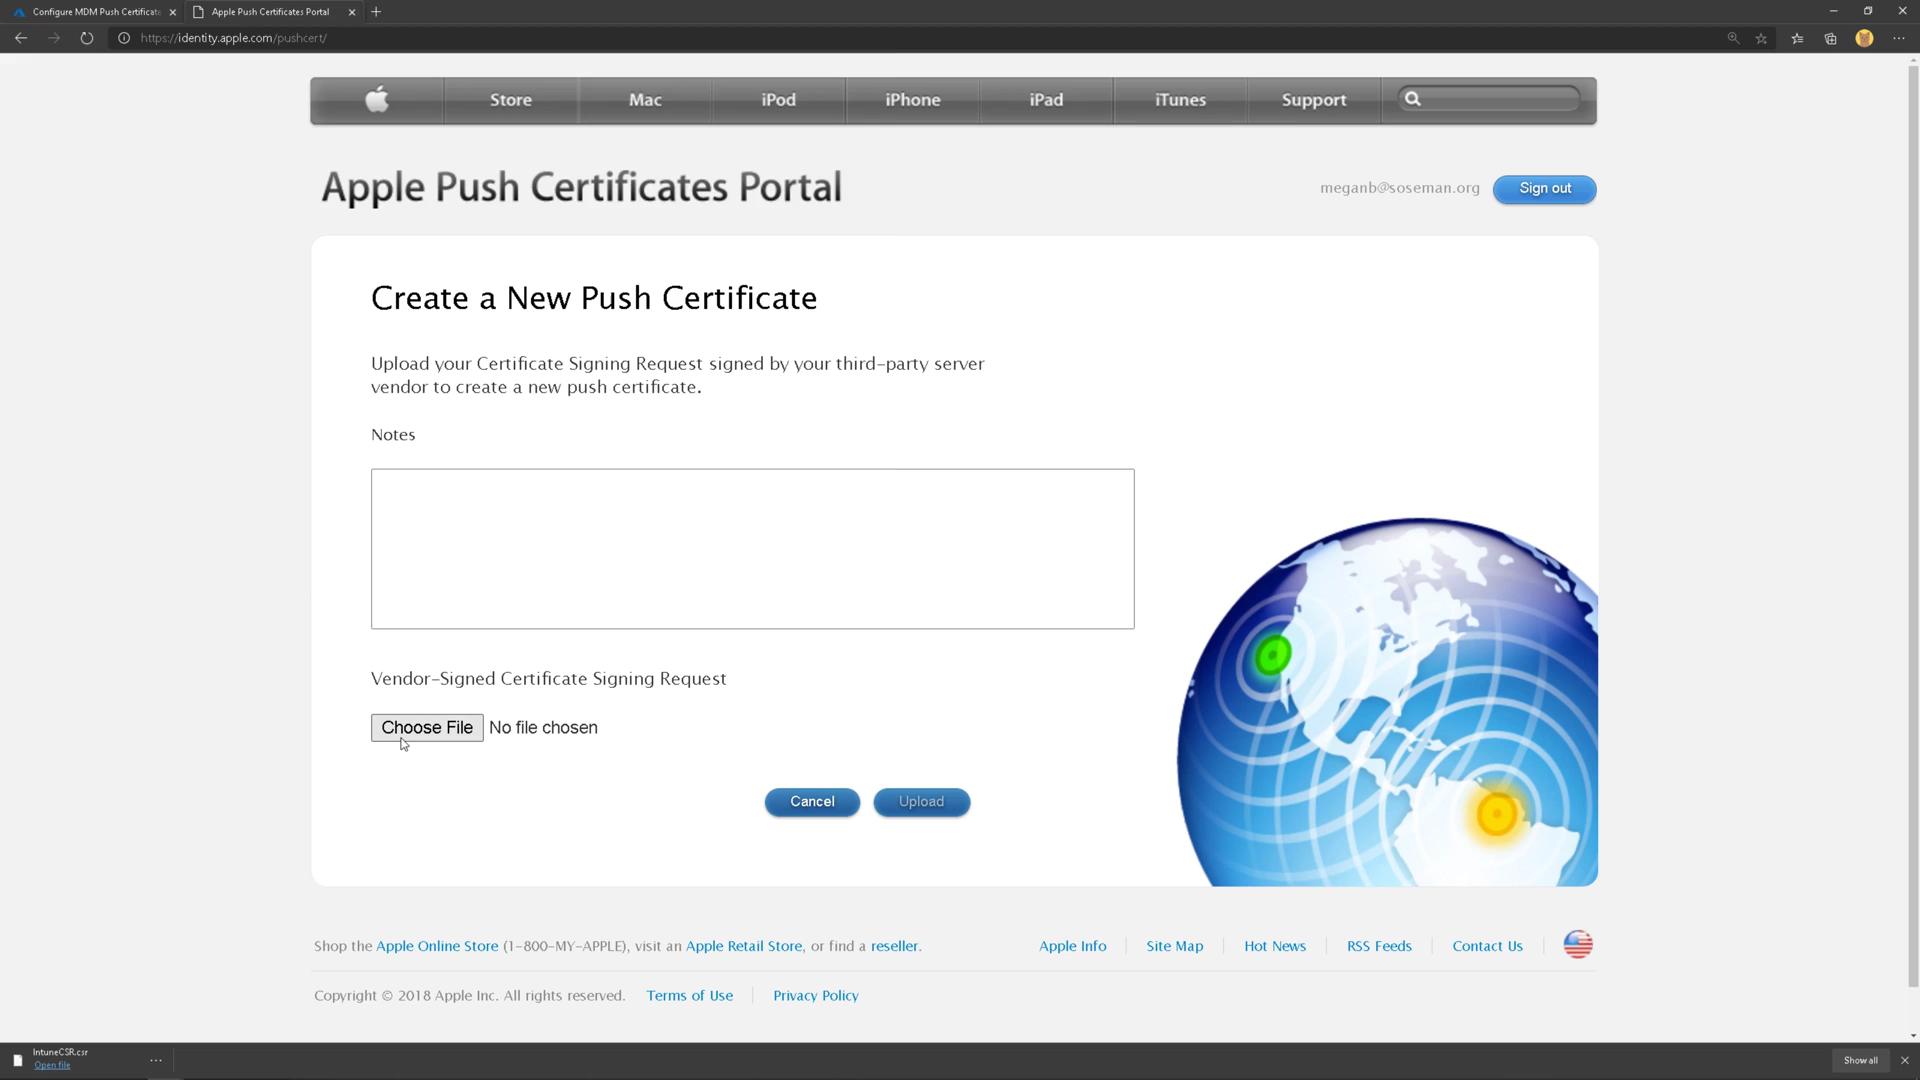 Configure MDM Push Certificate
Apple Push Certificates Portal
https://identity.apple.com/pushcert/
Store
Mac
iPod
iPhone
iPad
iTunes
Support
Apple Push Certificates Portal
meganb@soseman.org
Sign out
Create a New Push Certificate
Upload your Certificate Signing Request signed by your third-party server
vendor to create a new push certificate.
Notes
Vendor-Signed Certificate Signing Request
Choose File No file chosen
Cancel
Upload
Shop the Apple Online Store (1-800-MY-APPLE), visit an Apple Retail Store, or find a reseller.
Apple Info
Site Map
Hot News
RSS Feeds
Contact Us
Copyright © 2018 Apple Inc. All rights reserved.
Terms of Use
Privacy Policy
IntuneCSR.csr
Open file
Show all